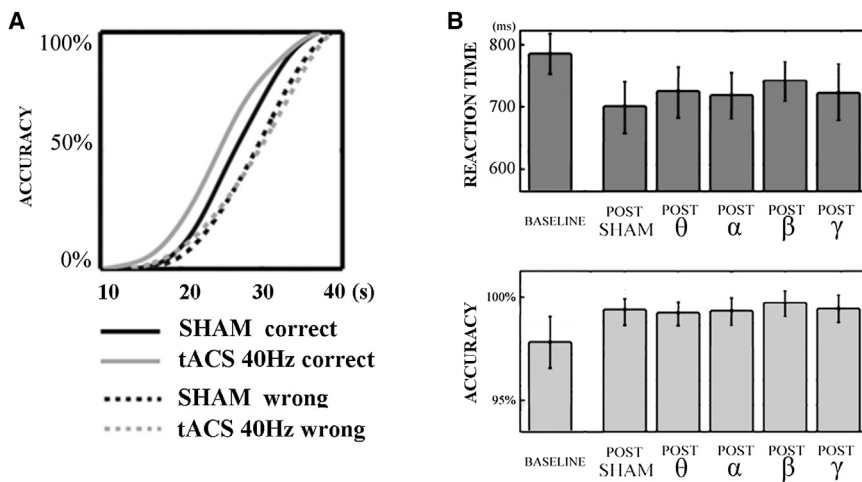 A
ACCURACY
100%
50%
0%
10 20 30 40 (s)
SHAM correct
tACS 40Hz correct
SHAM wrong
tACS 40Hz wrong
B
REACTION TIME
(ms)
800
700
600
BASELINE
POST
SHAM
POST
θ
POST
α
POST
β
POST
γ
ACCURACY
100%
95%
BASELINE
POST
SHAM
POST
θ
POST
α
POST
β
POST
γ